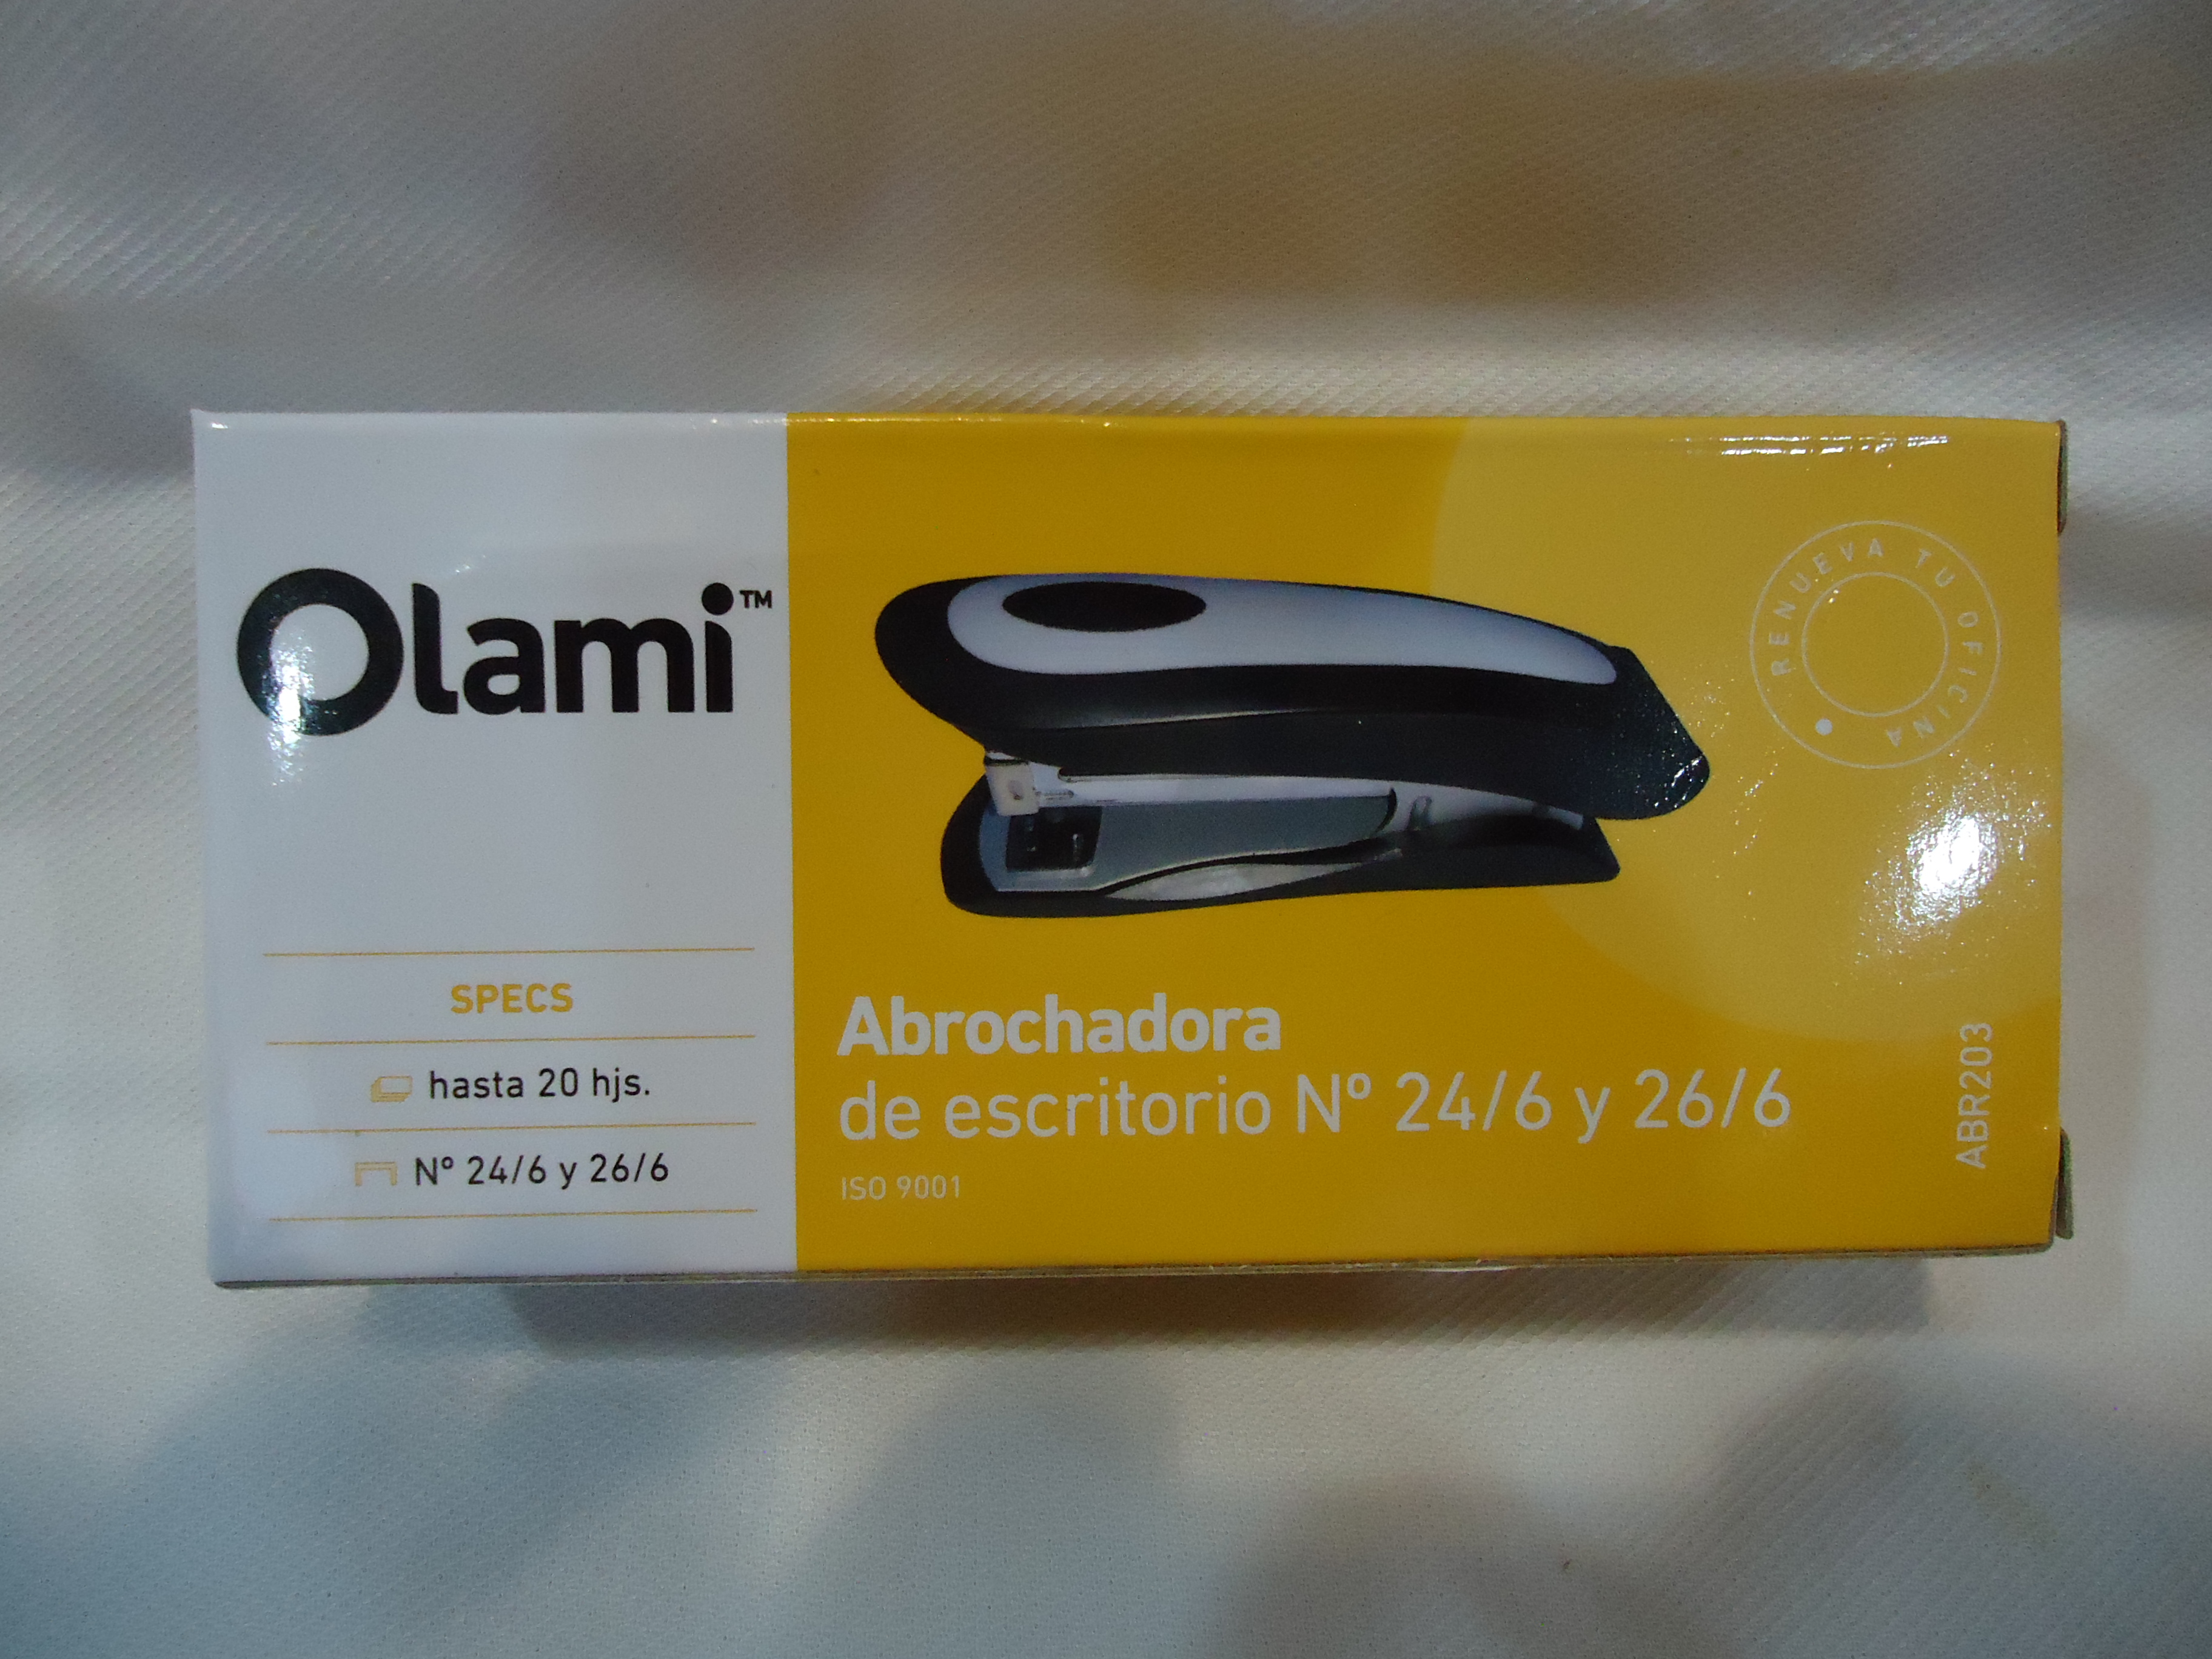 Olami™
SPECS
hasta 20 hjs.
Nº 24/6 y 26/6
RENUEVA TU OFICINA
Abrochadora
de escritorio Nº 24/6 y 26/6
ISO 9001
ABR203